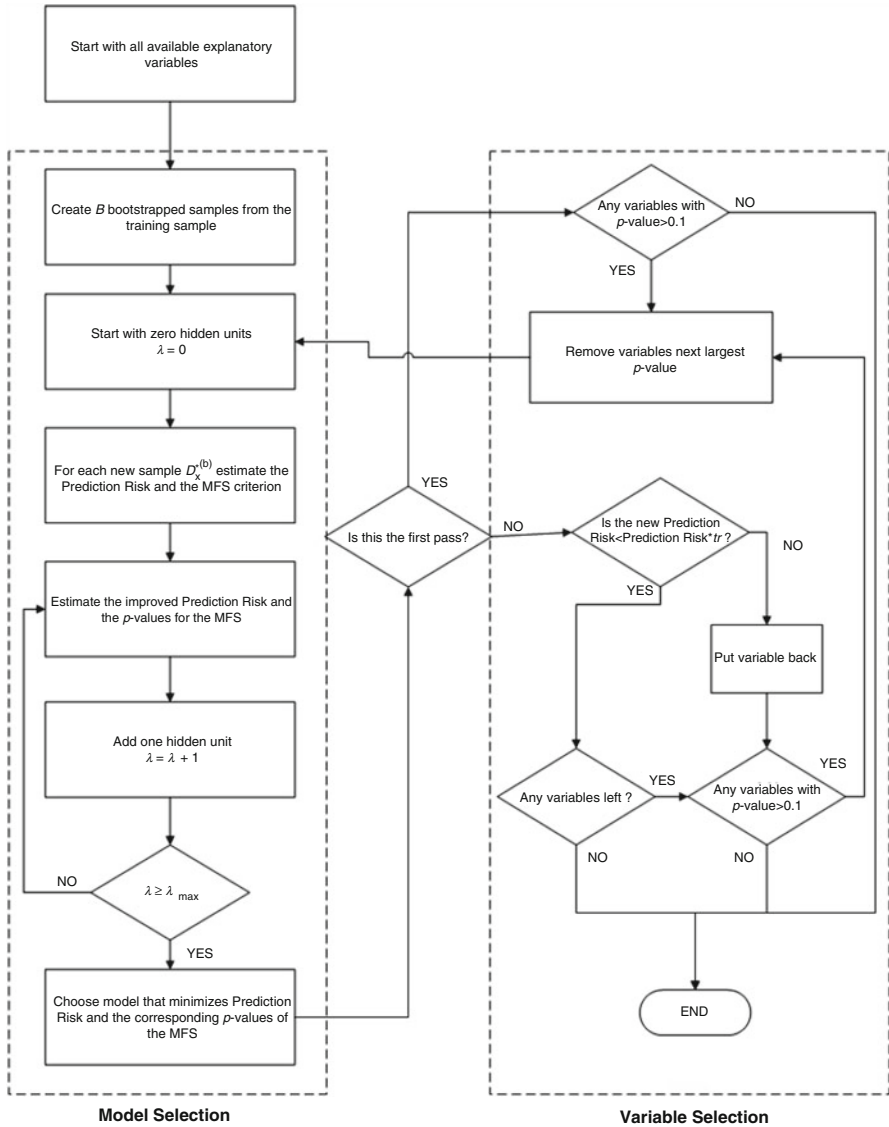 Start with all available explanatory
variables
Create B bootstrapped samples from the
training sample
Start with zero hidden units
λ = 0
For each new sample D*(b)x estimate the
Prediction Risk and the MFS criterion
Estimate the improved Prediction Risk and
the p-values for the MFS
Add one hidden unit
λ = λ + 1
NO
λ ≥ λ max
YES
Choose model that minimizes Prediction
Risk and the corresponding p-values of
the MFS
Model Selection
YES
Is this the first pass?
NO
Any variables with
p-value>0.1
NO
YES
Remove variables next largest
p-value
Is the new Prediction
Risk<Prediction Risk*tr ?
NO
YES
Put variable back
Any variables left ?
YES
Any variables with
p-value>0.1
YES
NO
NO
END
Variable Selection